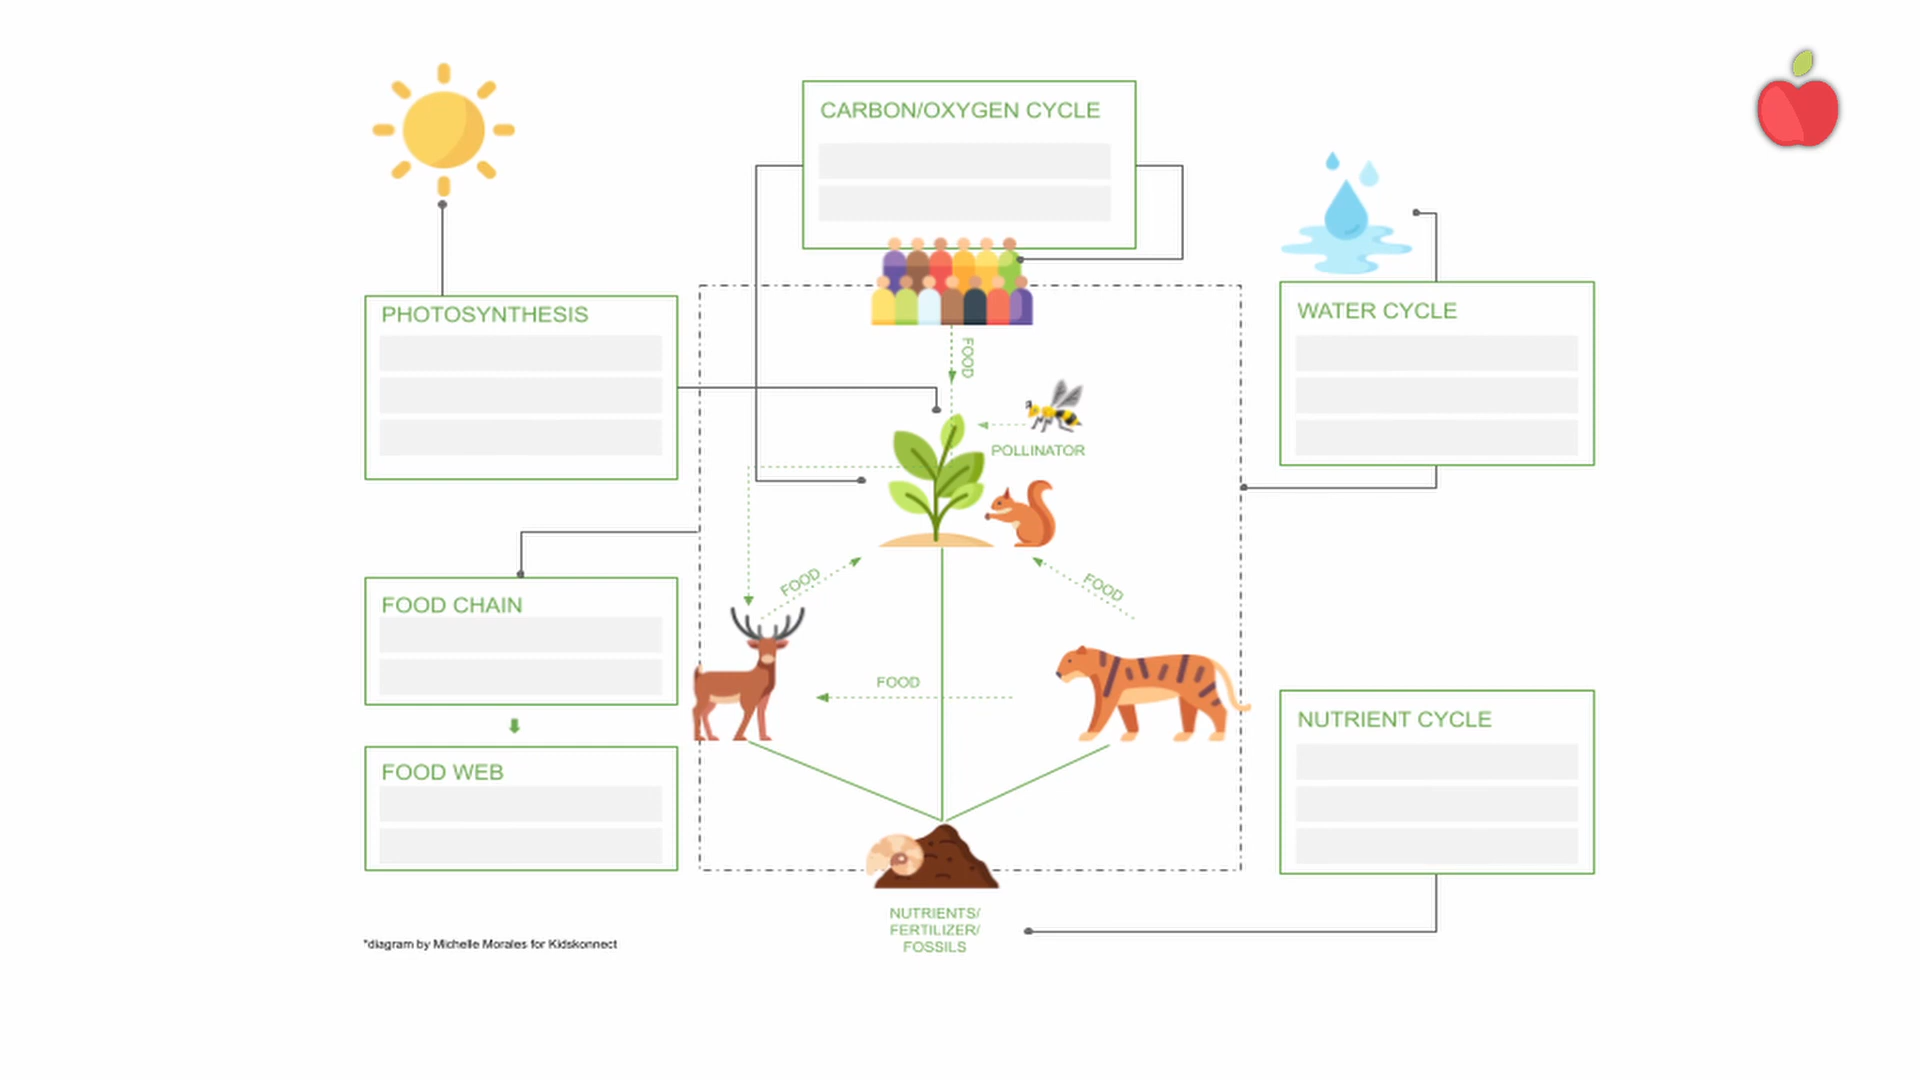 CARBON/OXYGEN CYCLE
PHOTOSYNTHESIS
WATER CYCLE
FOOD
POLLINATOR
FOOD
FOOD
FOOD CHAIN
FOOD
NUTRIENT CYCLE
FOOD WEB
NUTRIENTS/
FERTILIZER/
FOSSILS
*diagram by Michelle Morales for Kidskonnect